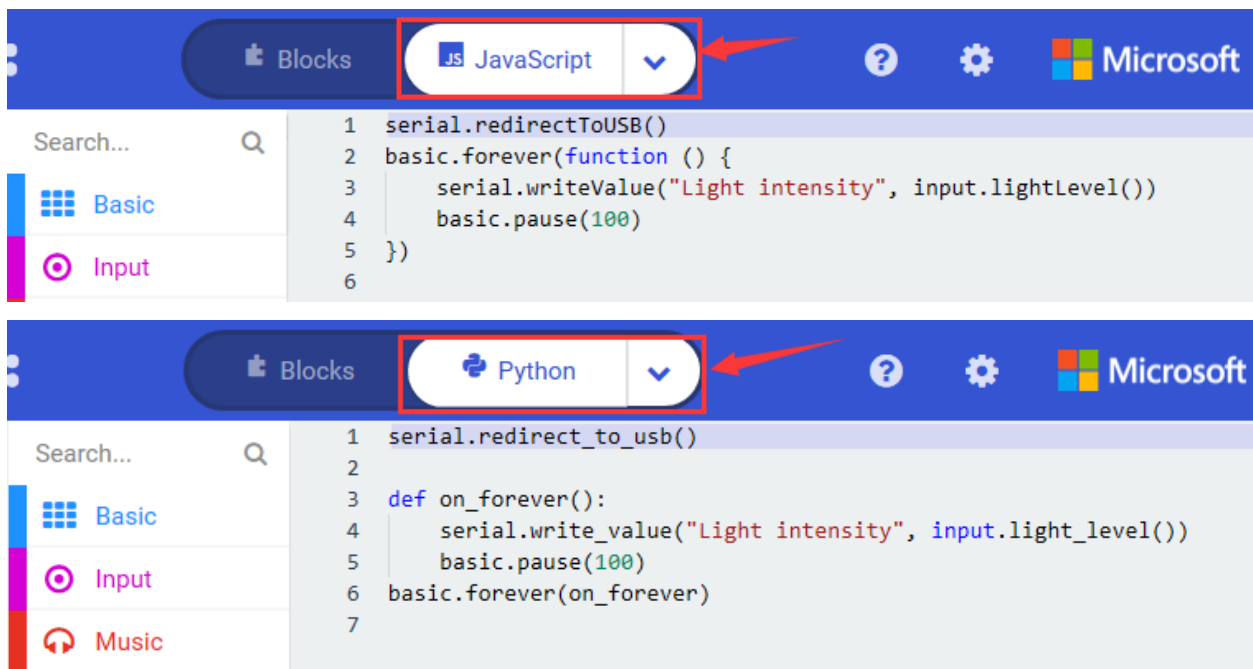 Blocks JS JavaScript ? Microsoft
Search...
Basic
Input
1 serial.redirectToUSB()
2 basic.forever(function () {
3 serial.writeValue("Light intensity", input.lightLevel())
4 basic.pause(100)
5 })
6
Blocks Python ? Microsoft
Search...
Basic
Input
Music
1 serial.redirect_to_usb()
2
3 def on_forever():
4 serial.write_value("Light intensity", input.light_level())
5 basic.pause(100)
6 basic.forever(on_forever)
7